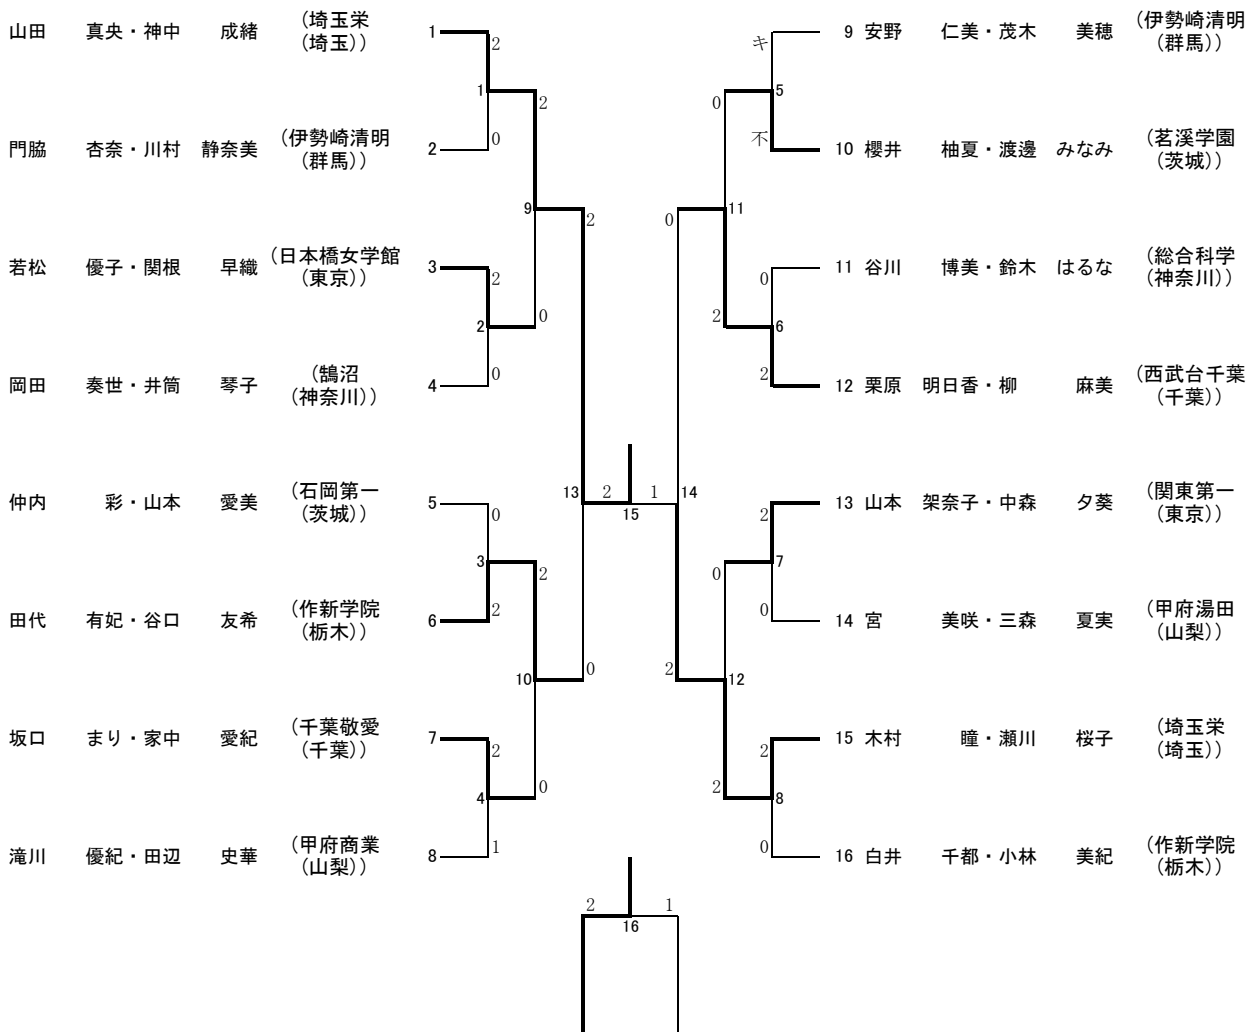 山田 真央・神中 成緒 (埼玉栄 (埼玉)) 1
2
1
2
0
門脇 杏奈・川村 静奈美 (伊勢崎清明 (群馬)) 2
9
2
若松 優子・関根 早織 (日本橋女学館 (東京)) 3
2
2
0
0
岡田 奏世・井筒 琴子 (鵠沼 (神奈川)) 4
13 2 15 1 14
仲内 彩・山本 愛美 (石岡第一 (茨城)) 5
0
3
2
2
田代 有妃・谷口 友希 (作新学院 (栃木)) 6
10
0
坂口 まり・家中 愛紀 (千葉敬愛 (千葉)) 7
2
4
0
1
滝川 優紀・田辺 史華 (甲府商業 (山梨)) 8
9 安野 仁美・茂木 美穂 (伊勢崎清明 (群馬))
キ
5
0
不
10 櫻井 柚夏・渡邊 みなみ (茗溪学園 (茨城))
0
11
11 谷川 博美・鈴木 はるな (総合科学 (神奈川))
0
2
6
2
12 栗原 明日香・柳 麻美 (西武台千葉 (千葉))
13 山本 架奈子・中森 夕葵 (関東第一 (東京))
2
7
0
0
14 宮 美咲・三森 夏実 (甲府湯田 (山梨))
2
12
15 木村 瞳・瀬川 桜子 (埼玉栄 (埼玉))
2
2
8
0
16 白井 千都・小林 美紀 (作新学院 (栃木))
2 16 1